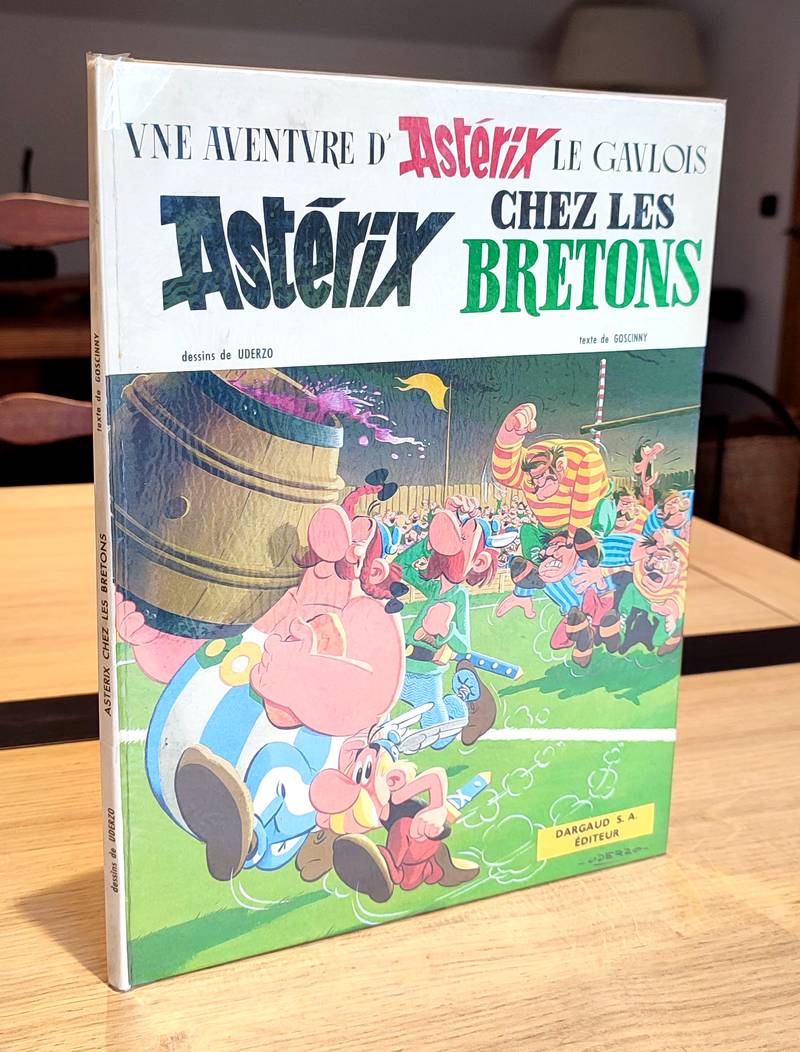 VNE AVENTVRE D' Astérix LE GAVLOIS
Astérix CHEZ LES
BRETONS
dessins de UDERZO
texte de GOSCINNY
DARGAUD S. A.
ÉDITEUR
-UDERZO-
texte de GOSCINNY
ASTERIX CHEZ LES BRETONS
dessins de UDERZO